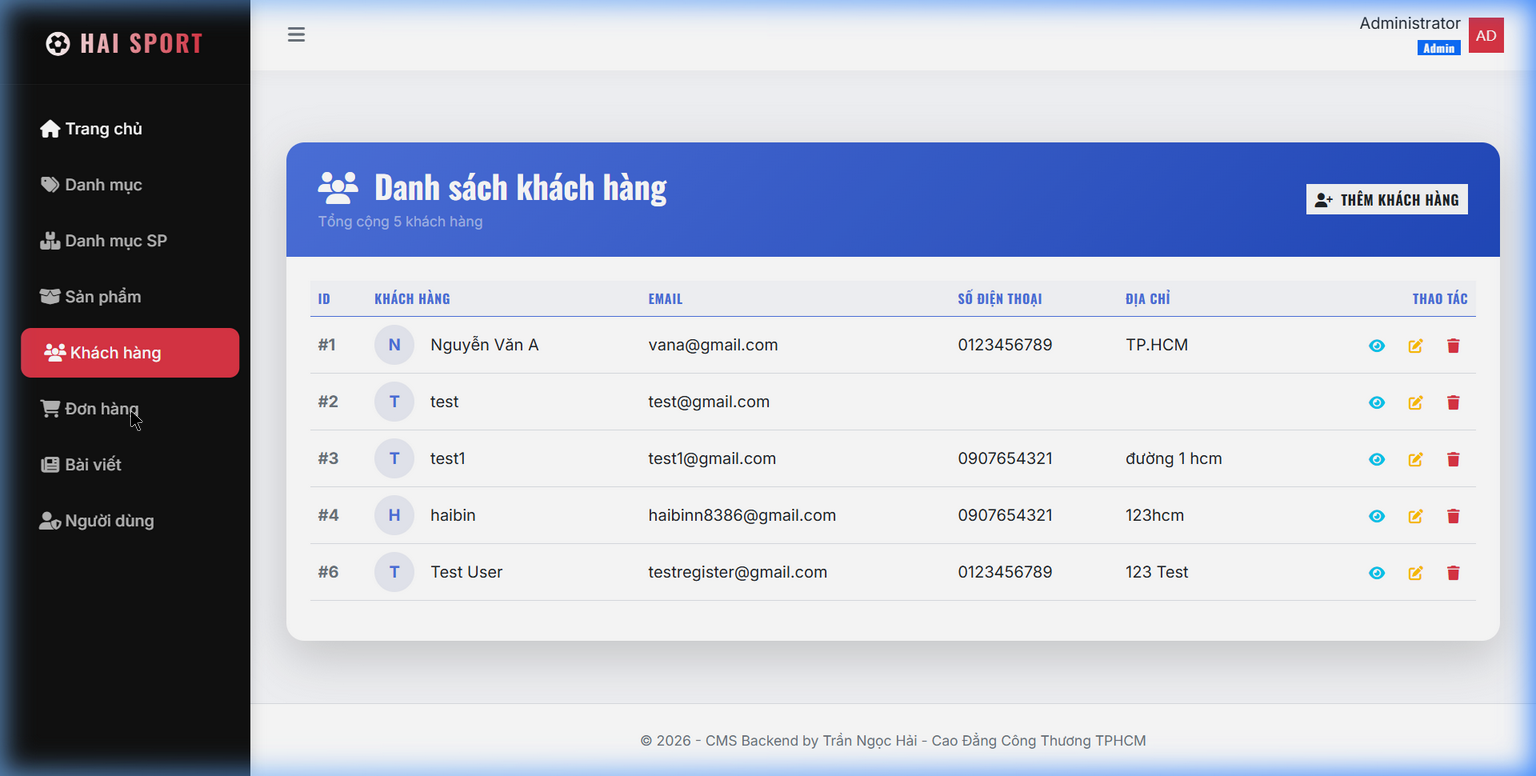 HAI SPORT
Administrator
Admin
AD
Trang chủ
Danh mục
Danh mục SP
Sản phẩm
Khách hàng
Đơn hàng
Bài viết
Người dùng
Danh sách khách hàng
Tổng cộng 5 khách hàng
THÊM KHÁCH HÀNG
ID KHÁCH HÀNG EMAIL SỐ ĐIỆN THOẠI ĐỊA CHỈ THAO TÁC
#1 N Nguyễn Văn A vana@gmail.com 0123456789 TP.HCM
#2 T test test@gmail.com
#3 T test1 test1@gmail.com 0907654321 đường 1 hcm
#4 H haibin haibinn8386@gmail.com 0907654321 123hcm
#6 T Test User testregister@gmail.com 0123456789 123 Test
© 2026 - CMS Backend by Trần Ngọc Hải - Cao Đẳng Công Thương TPHCM